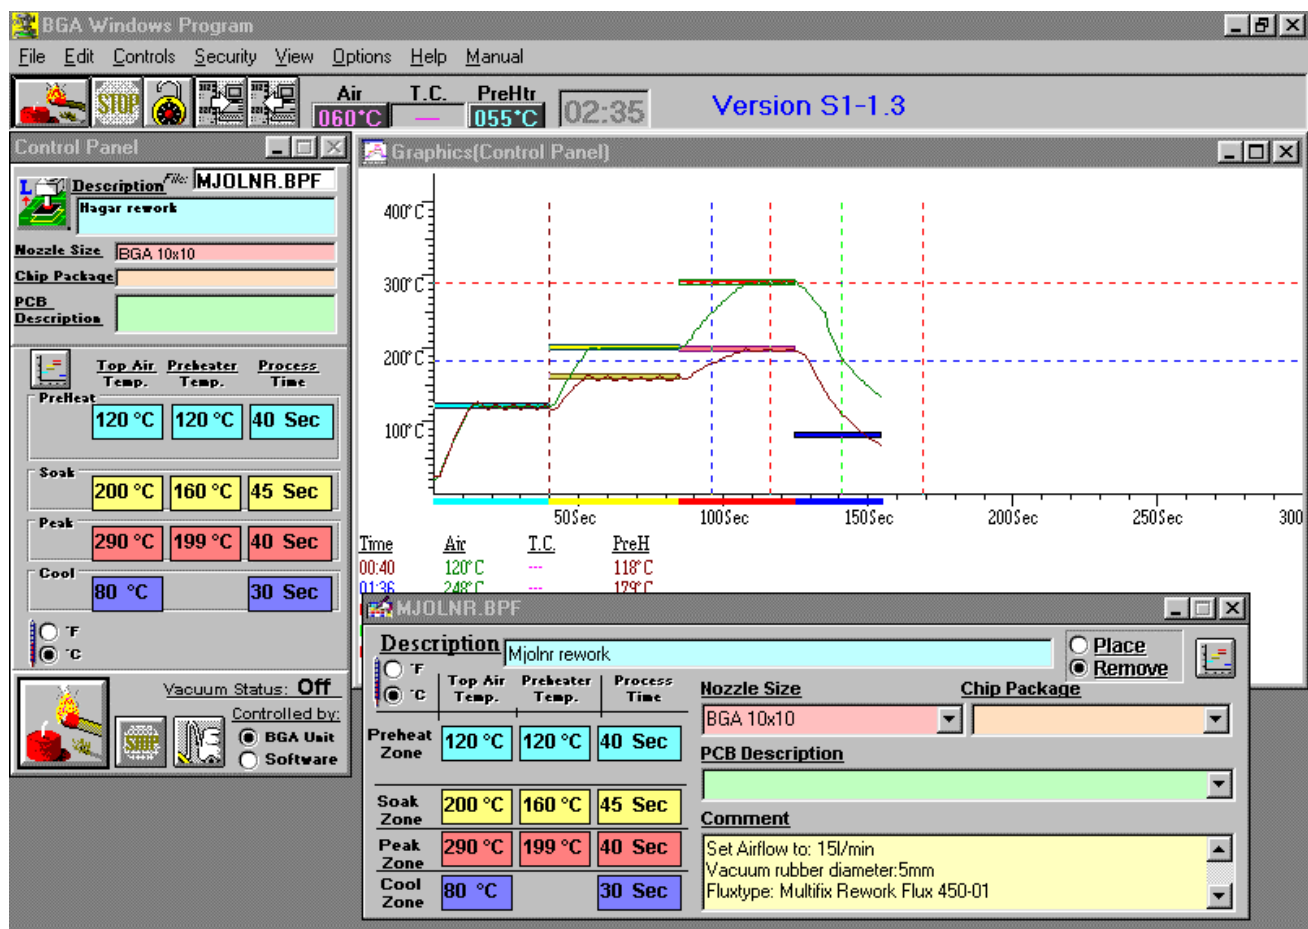 BGA Windows Program
File Edit Controls Security View Options Help Manual
STOP
Air T.C. PreHtr
060°C — 055°C 02:35 Version S1-1.3
Control Panel
L Description File: MJOLNR.BPF
Hagar rework
Nozzle Size BGA 10x10
Chip Package
PCB
Description
Top Air Preheater Process
Temp. Temp. Time
PreHeat
120 °C 120 °C 40 Sec
Soak
200 °C 160 °C 45 Sec
Peak
290 °C 199 °C 40 Sec
Cool
80 °C 30 Sec
°F
°C
Vacuum Status: Off
Controlled by:
STOP
BGA Unit
Software
Graphics(Control Panel)
400°C
300°C
200°C
100°C
50Sec 100Sec 150Sec 200Sec 250Sec 300
Time Air T.C. PreH
00:40 120°C --- 118°C
01:36 248°C --- 179°C
MJOLNR.BPF
Description Mjolnr rework
Place
Remove
°F
°C
Top Air Preheater Process
Temp. Temp. Time
Preheat
Zone
120 °C 120 °C 40 Sec
Soak
Zone
200 °C 160 °C 45 Sec
Peak
Zone
290 °C 199 °C 40 Sec
Cool
Zone
80 °C 30 Sec
Nozzle Size Chip Package
BGA 10x10
PCB Description
Comment
Set Airflow to: 15l/min
Vacuum rubber diameter:5mm
Fluxtype: Multifix Rework Flux 450-01